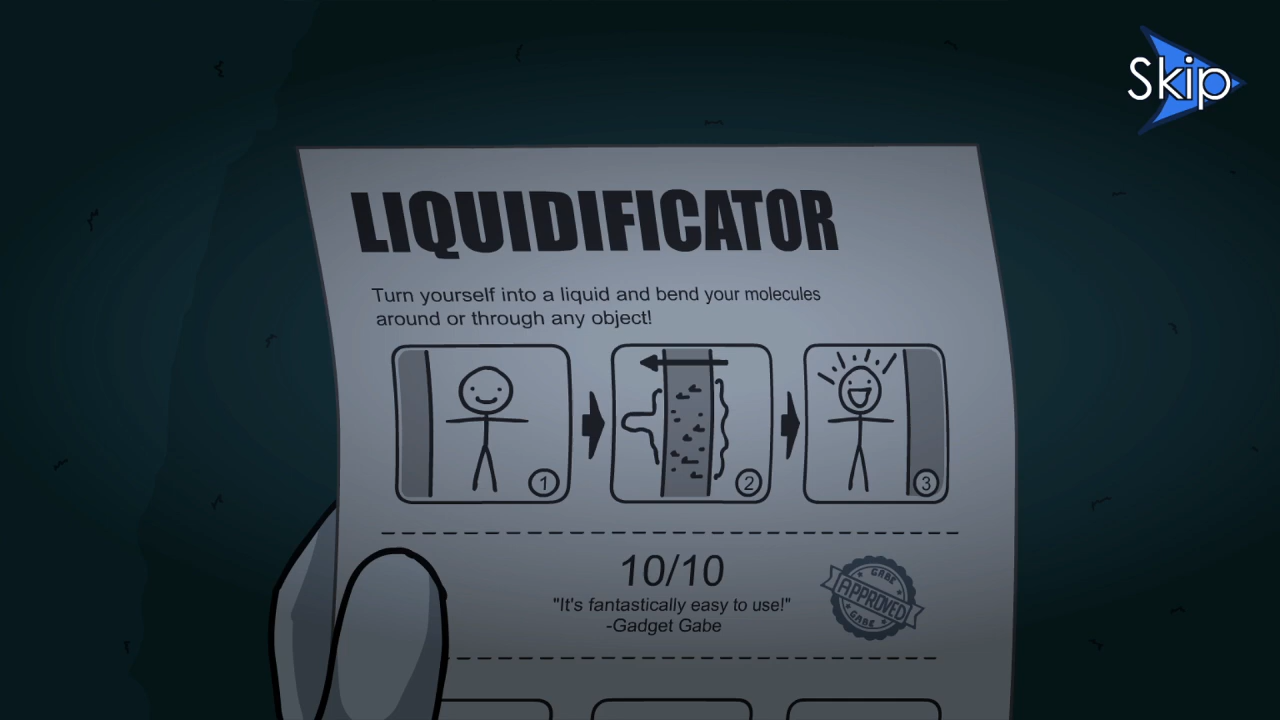 Skip
LIQUIDIFICATOR
Turn yourself into a liquid and bend your molecules
around or through any object!
1
2
3
10/10
"It's fantastically easy to use!"
-Gadget Gabe
GABE
APPROVED
GABE